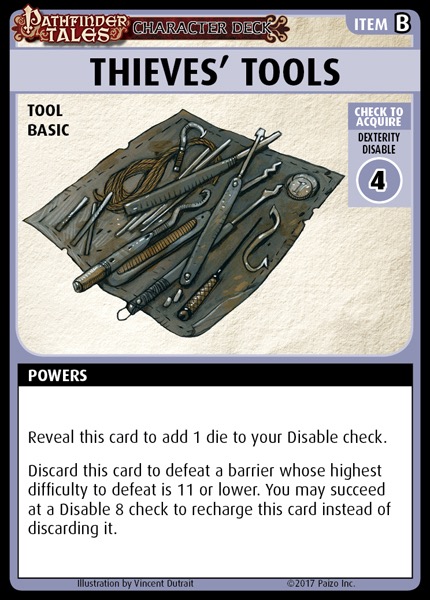 PATHFINDER
TALES
CHARACTER DECK
ITEM B
THIEVES’ TOOLS
TOOL
BASIC
CHECK TO
ACQUIRE
DEXTERITY
DISABLE
4
POWERS
Reveal this card to add 1 die to your Disable check.
Discard this card to defeat a barrier whose highest
difficulty to defeat is 11 or lower. You may succeed
at a Disable 8 check to recharge this card instead of
discarding it.
Illustration by Vincent Dutrait
©2017 Paizo Inc.